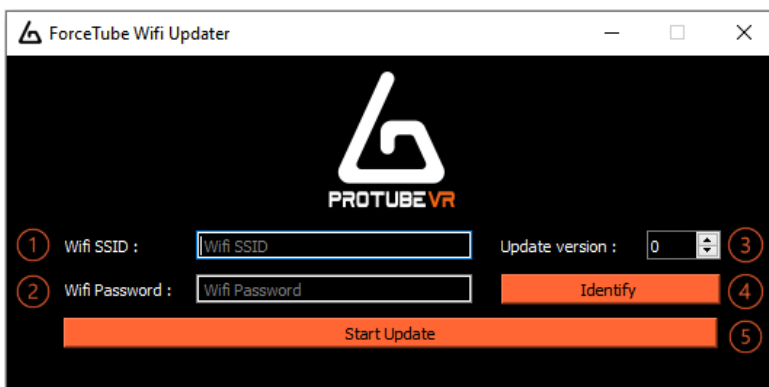 ForceTube Wifi Updater
PROTUBEVR
1 Wifi SSID : Wifi SSID Update version : 0 3
2 Wifi Password : Wifi Password Identify 4
Start Update 5